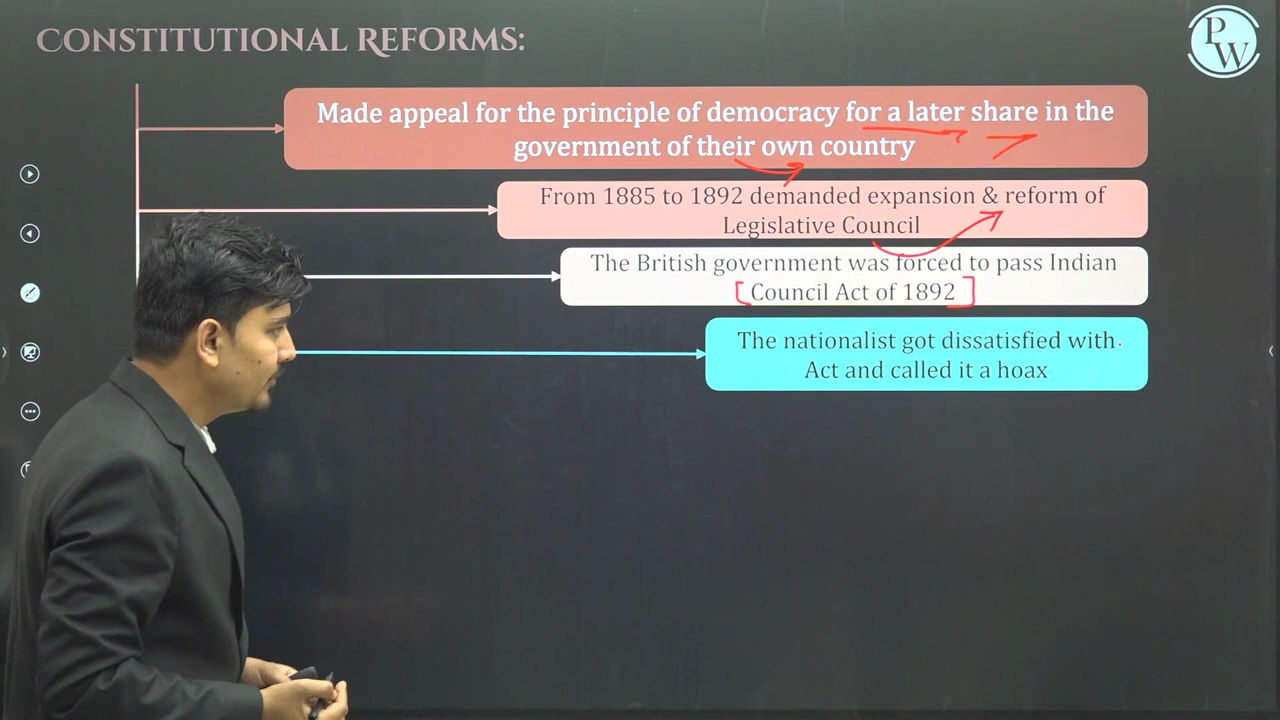 CONSTITUTIONAL REFORMS:
PW
Made appeal for the principle of democracy for a later share in the
government of their own country
From 1885 to 1892 demanded expansion & reform of
Legislative Council
The British government was forced to pass Indian
Council Act of 1892
The nationalist got dissatisfied with
Act and called it a hoax